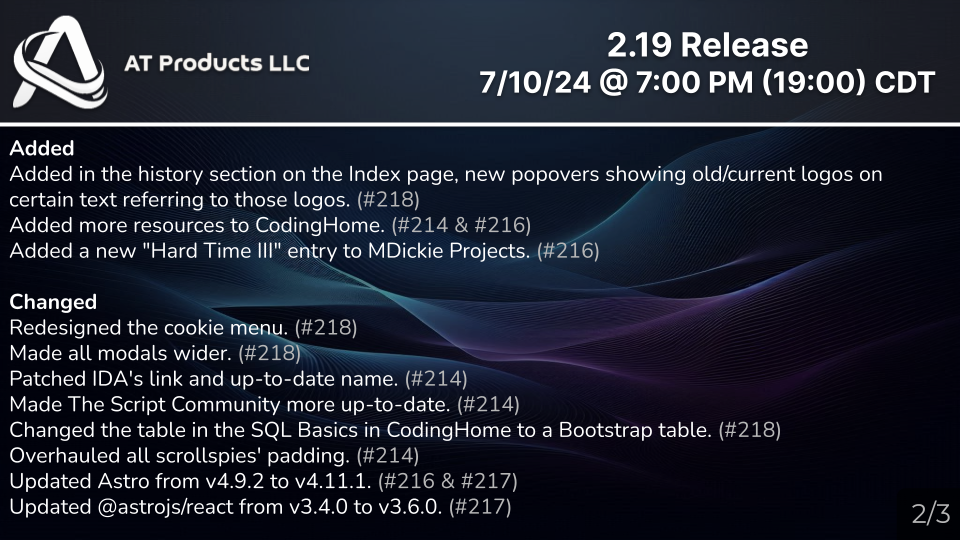 AT Products LLC
2.19 Release
7/10/24 @ 7:00 PM (19:00) CDT
Added
Added in the history section on the Index page, new popovers showing old/current logos on
certain text referring to those logos. (#218)
Added more resources to CodingHome. (#214 & #216)
Added a new "Hard Time III" entry to MDickie Projects. (#216)
Changed
Redesigned the cookie menu. (#218)
Made all modals wider. (#218)
Patched IDA's link and up-to-date name. (#214)
Made The Script Community more up-to-date. (#214)
Changed the table in the SQL Basics in CodingHome to a Bootstrap table. (#218)
Overhauled all scrollspies' padding. (#214)
Updated Astro from v4.9.2 to v4.11.1. (#216 & #217)
Updated @astrojs/react from v3.4.0 to v3.6.0. (#217)
2/3